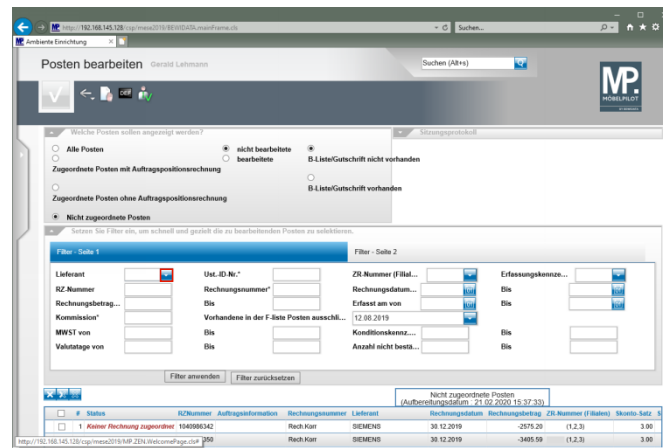 http://192.168.145.128/csp/mese2019/BEWIDATA.mainFrame.cls
Suchen...
Ambiente Einrichtung
Posten bearbeiten Gerald Lehmann
Suchen (Alt+s)
MP.
MÖBELPILOT
Welche Posten sollen angezeigt werden?
Sitzungsprotokoll
Alle Posten
nicht bearbeitete
bearbeitete
B-Liste/Gutschrift nicht vorhanden
Zugeordnete Posten mit Auftragspositionsrechnung
B-Liste/Gutschrift vorhanden
Zugeordnete Posten ohne Auftragspositionsrechnung
Nicht zugeordnete Posten
Setzen Sie Filter ein, um schnell und gezielt die zu bearbeitenden Posten zu selektieren.
Filter - Seite 1 Filter - Seite 2
Lieferant Ust.-ID-Nr.* ZR-Nummer (Filial... Erfassungskennze...
RZ-Nummer Rechnungsnummer* Rechnungsdatum... Bis
Rechnungsbetrag... Bis Erfasst am von Bis
Kommission* Vorhandene in der F-liste Posten ausschli... 12.08.2019
MWST von Bis Konditionskennz.... Bis
Valutatage von Bis Anzahl nicht bestä... Bis
Filter anwenden Filter zurücksetzen
Nicht zugeordnete Posten
(Aufbereitungsdatum : 21.02.2020 15:37:33)
# Status RZNummer Auftragsinformation Rechnungsnummer Lieferant Rechnungsdatum Rechnungsbetrag ZR-Nummer (Filialen) Skonto-Satz S
1 Keiner Rechnung zugeordnet 1040986342 Rech.Korr SIEMENS 30.12.2019 -2575.20 (1,2,3) 3.00
350 Rech.Korr SIEMENS 30.12.2019 -3405.59 (1,2,3) 3.00
http://192.168.145.128/csp/mese2019/MP.ZEN.WelcomePage.cls#